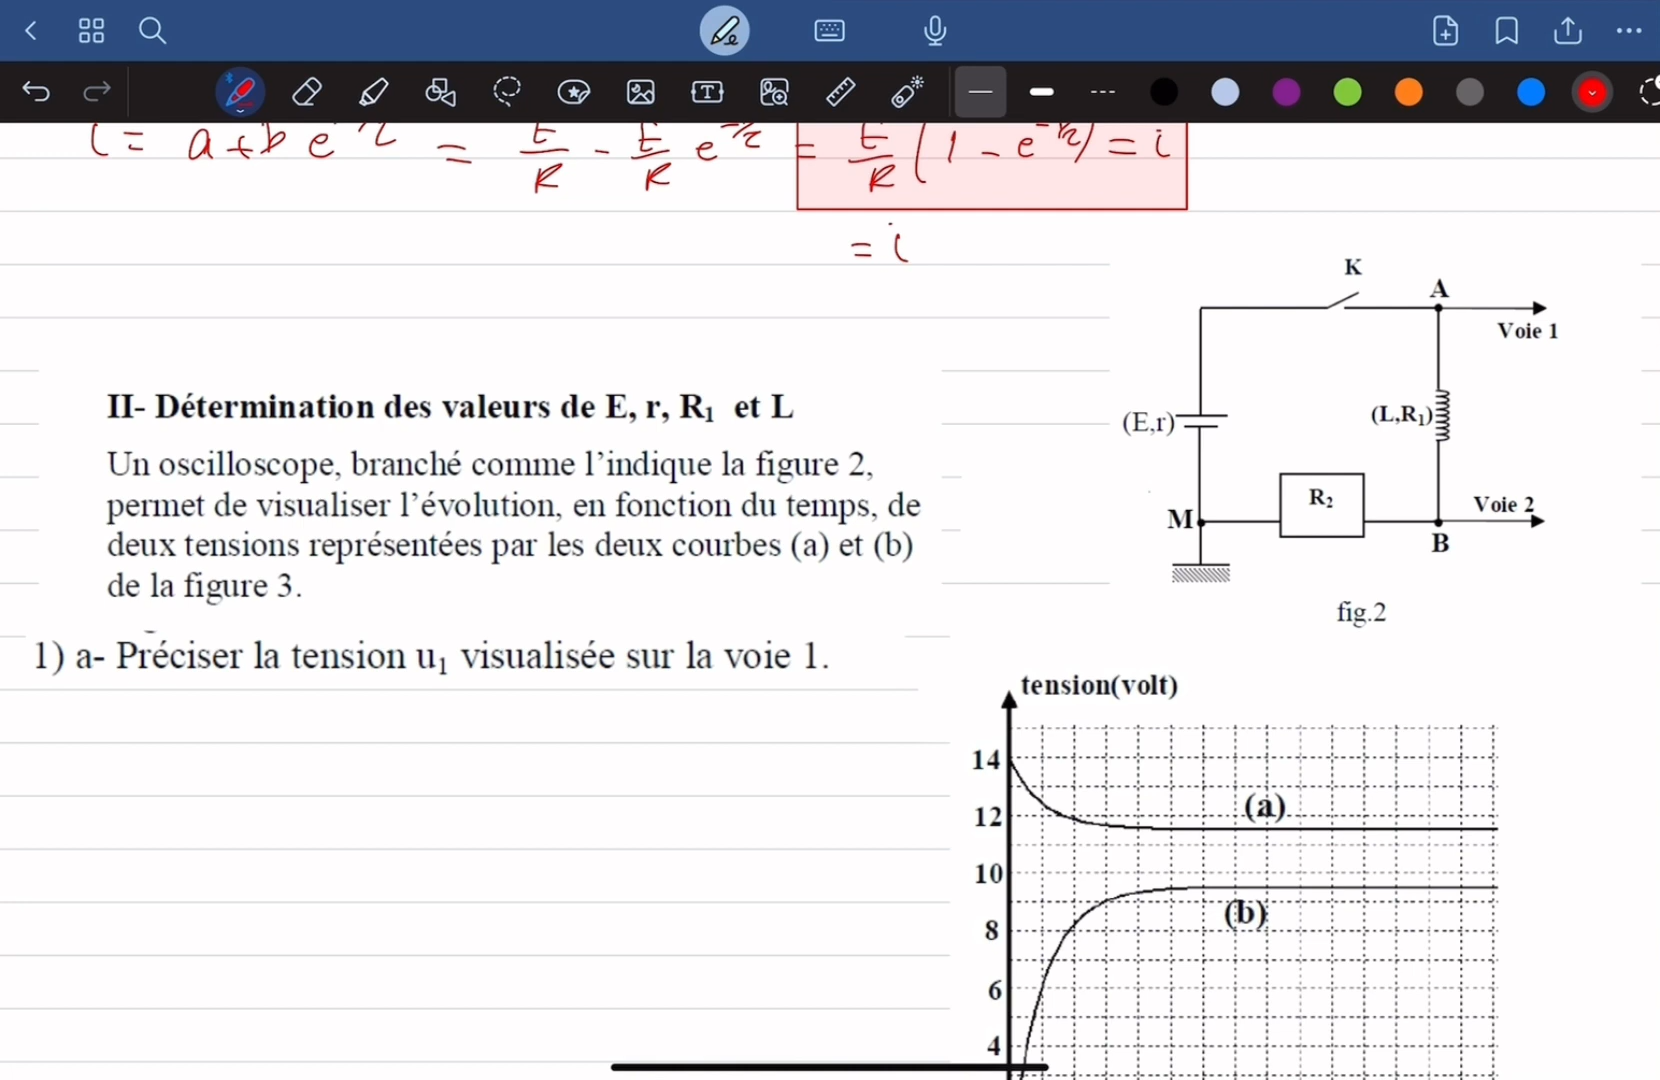 i = a + b e = E/R - E/R e = E/R (1 - e) = i
= i
K
A
Voie 1
II- Détermination des valeurs de E, r, R₁ et L
(E,r)
(L,R₁)
Un oscilloscope, branché comme l'indique la figure 2,
permet de visualiser l'évolution, en fonction du temps, de
deux tensions représentées par les deux courbes (a) et (b)
de la figure 3.
R₂
Voie 2
M
B
fig.2
1) a- Préciser la tension u₁ visualisée sur la voie 1.
tension(volt)
14
(a)
12
10
(b)
8
6
4